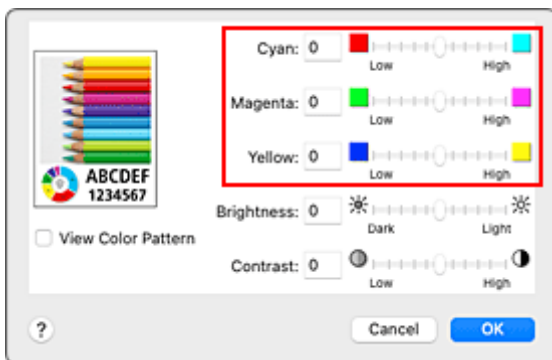 Cyan: 0
Low High
Magenta: 0
Low High
ABCDEF
1234567
Yellow: 0
Low High
View Color Pattern
Brightness: 0
Dark Light
Contrast: 0
Low High
? Cancel OK